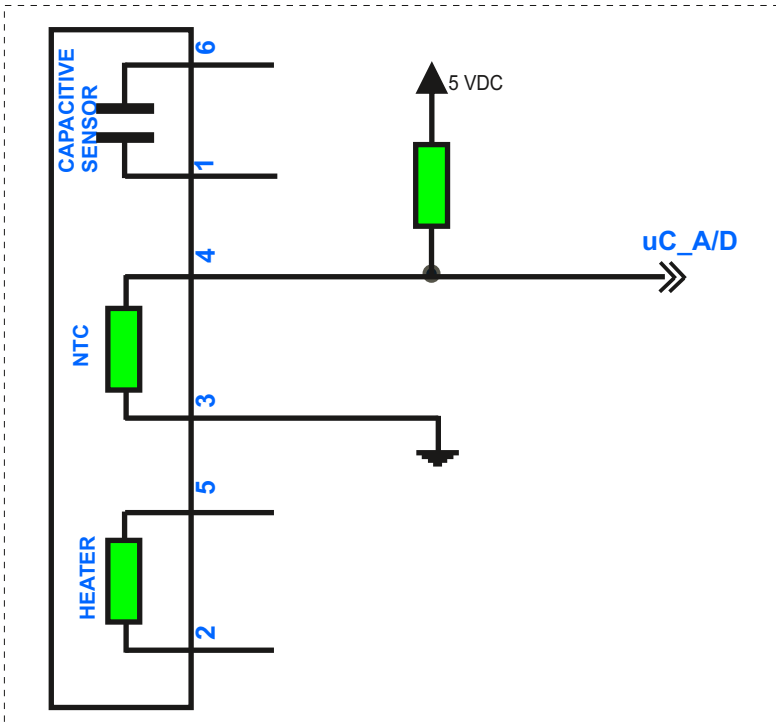 CAPACITIVE
SENSOR
6
1
5 VDC
4
uC_A/D
NTC
3
5
HEATER
2